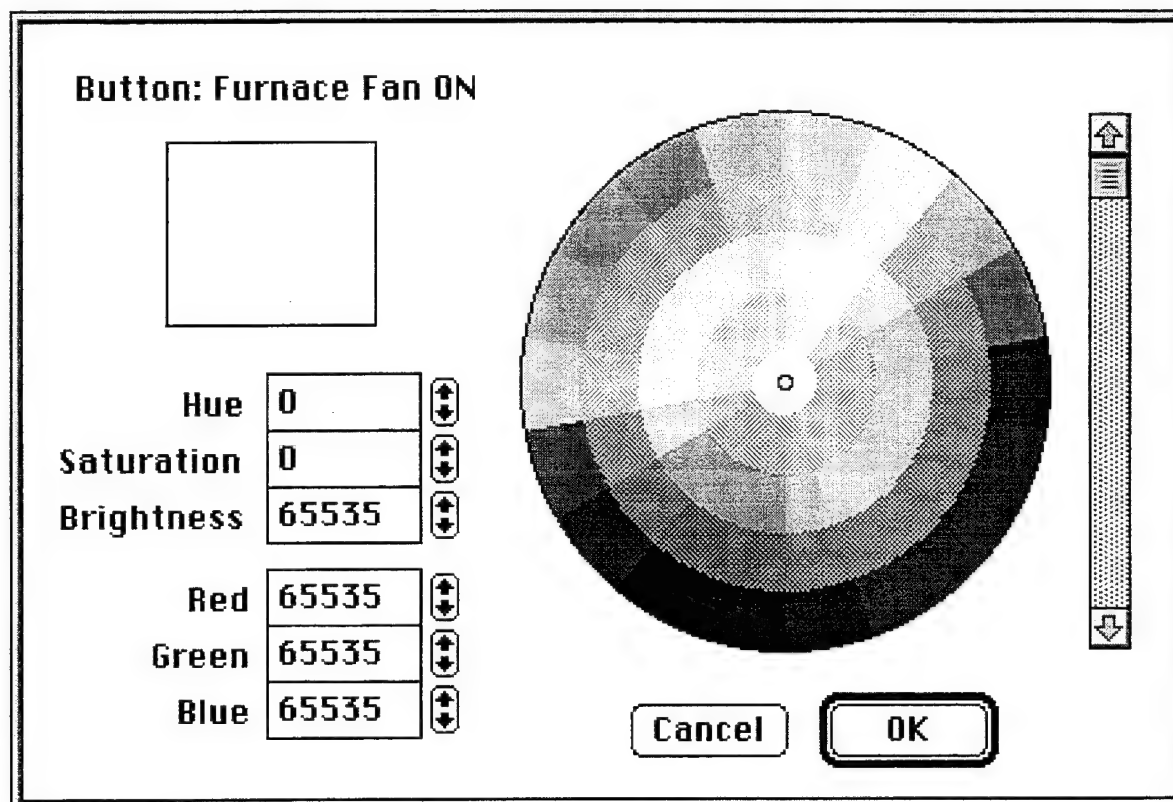 Button: Furnace Fan ON
Hue 0
Saturation 0
Brightness 65535
Red 65535
Green 65535
Blue 65535
Cancel OK